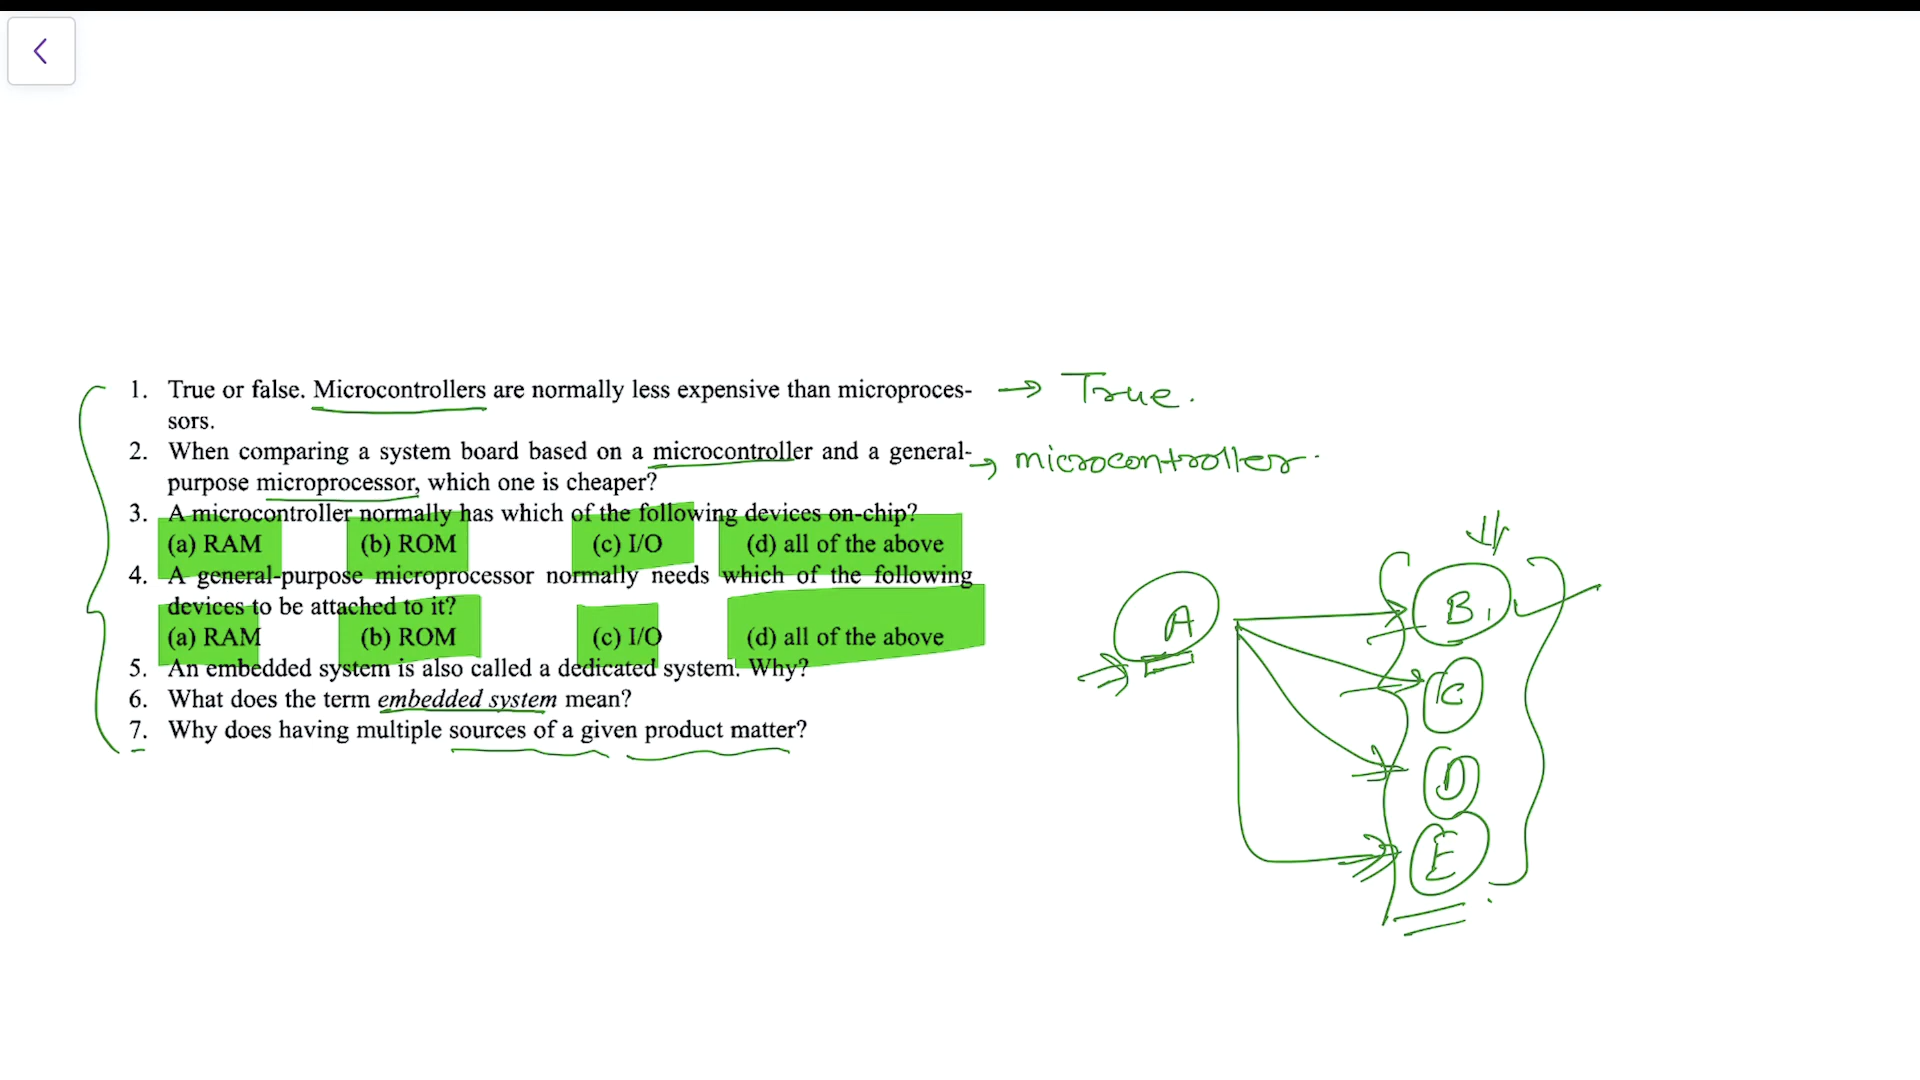 1. True or false. Microcontrollers are normally less expensive than microproces-
sors.
→ True.
2. When comparing a system board based on a microcontroller and a general-
purpose microprocessor, which one is cheaper?
→ microcontroller.
3. A microcontroller normally has which of the following devices on-chip?
(a) RAM (b) ROM (c) I/O (d) all of the above
4. A general-purpose microprocessor normally needs which of the following
devices to be attached to it?
(a) RAM (b) ROM (c) I/O (d) all of the above
5. An embedded system is also called a dedicated system. Why?
6. What does the term embedded system mean?
7. Why does having multiple sources of a given product matter?
A
B
C
D
E